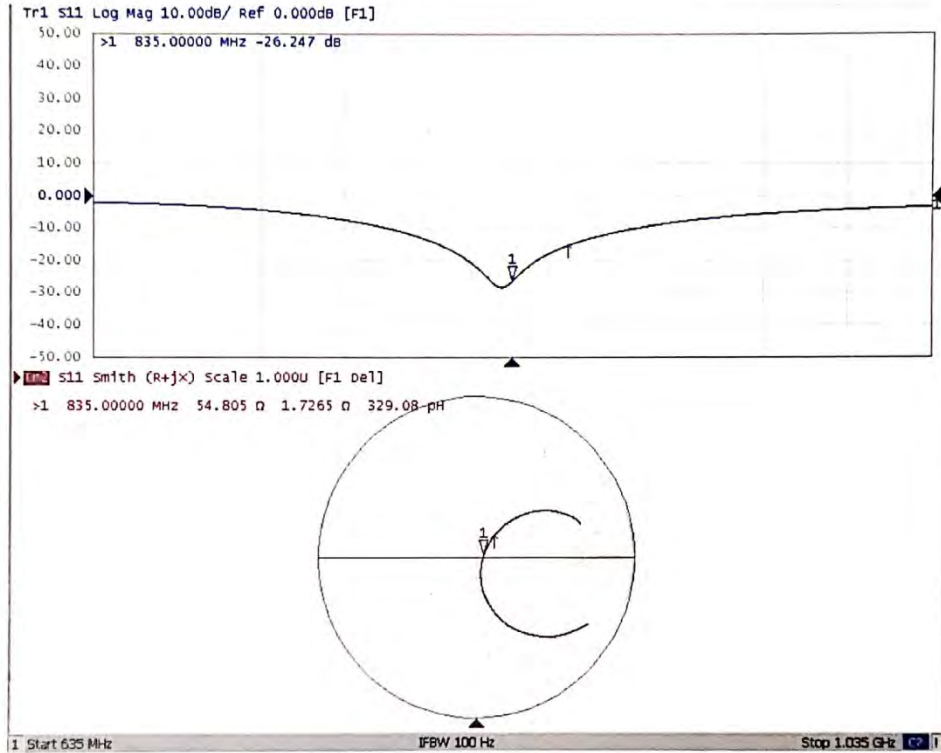 Tr1 S11 Log Mag 10.00dB/ Ref 0.000dB [F1]
50.00
>1 835.00000 MHz -26.247 dB
40.00
30.00
20.00
10.00
0.000
-10.00
-20.00
1
-30.00
-40.00
-50.00
S11 Smith (R+jX) Scale 1.000U [F1 Del]
>1 835.00000 MHz 54.805 Ω 1.7265 Ω 329.08 pH
1
1 Start 635 MHz IFBW 100 Hz Stop 1.035 GHz C2